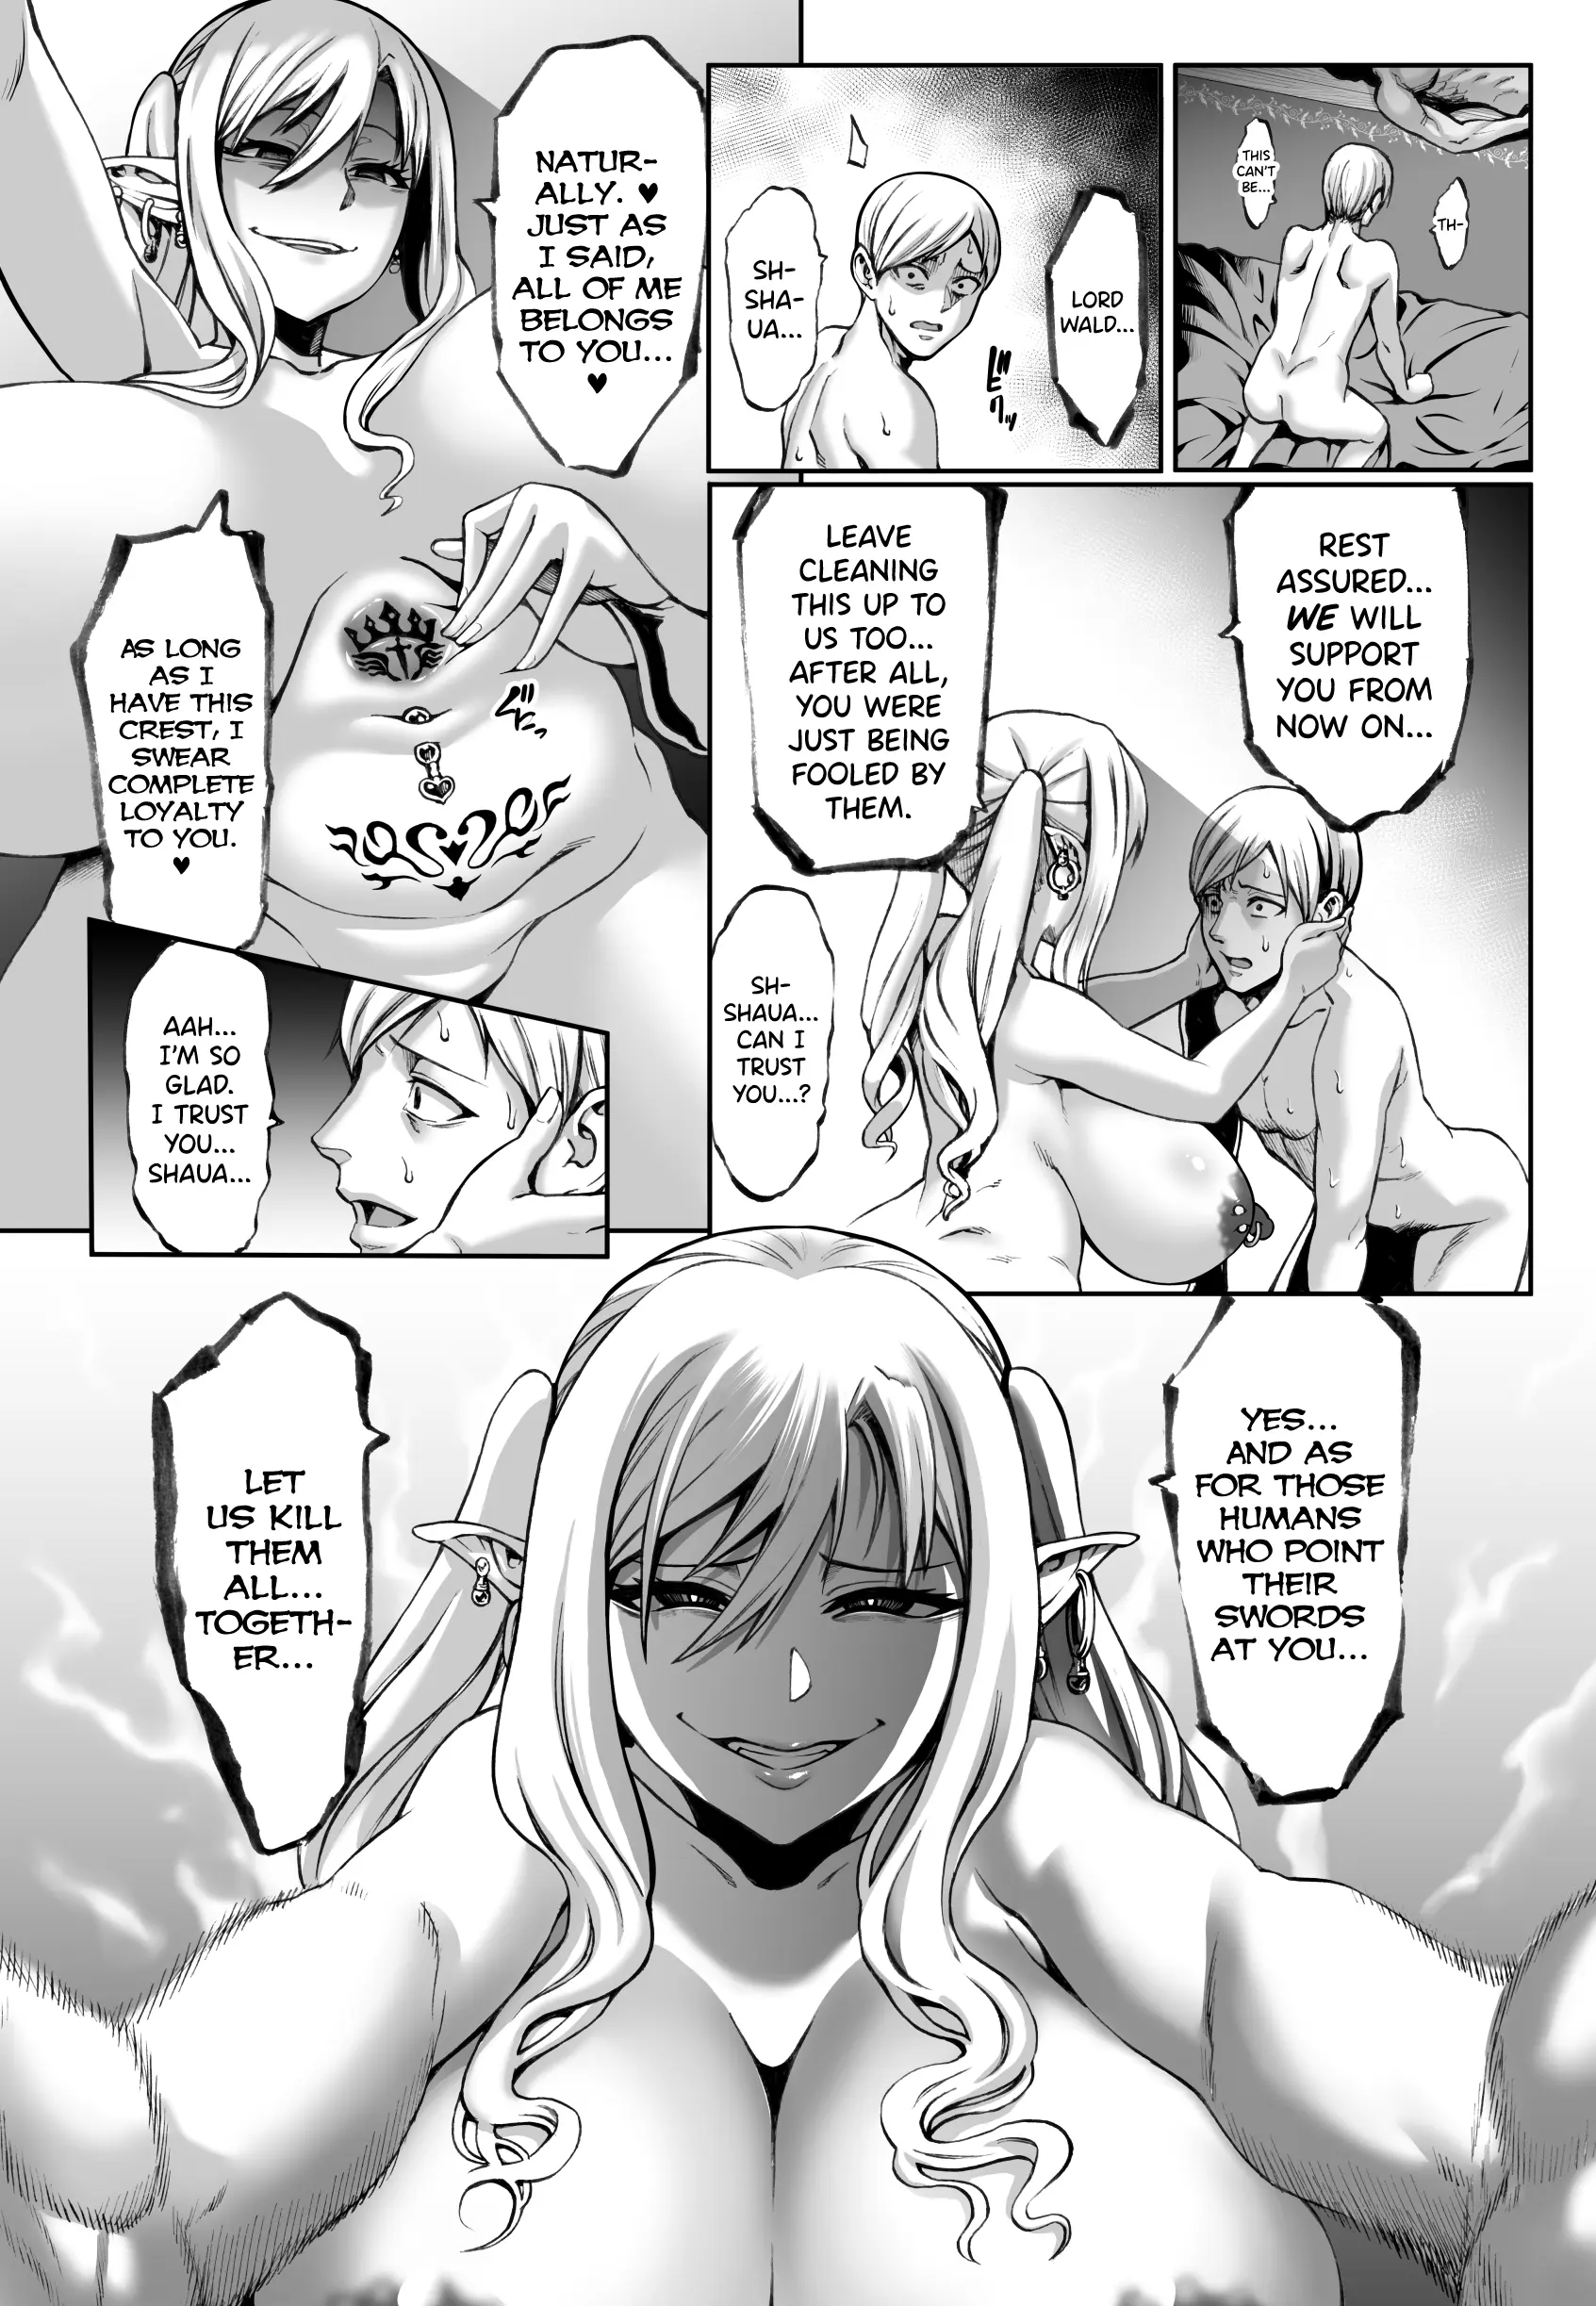 TH-
THIS
CAN'T
BE...
LORD
WALD...
ビクッ
SH-
SHA-
UA...
REST
ASSURED...
WE WILL
SUPPORT
YOU FROM
NOW ON...
LEAVE
CLEANING
THIS UP TO
US TOO...
AFTER ALL,
YOU WERE
JUST BEING
FOOLED BY
THEM.
SH-
SHAUA...
CAN I
TRUST
YOU...?
NATUR-
ALLY. ♥
JUST AS
I SAID,
ALL OF ME
BELONGS
TO YOU...
♥
AS LONG
AS I
HAVE THIS
CREST, I
SWEAR
COMPLETE
LOYALTY
TO YOU.
♥
AAH...
I'M SO
GLAD.
I TRUST
YOU...
SHAUA...
YES...
AND AS
FOR THOSE
HUMANS
WHO POINT
THEIR
SWORDS
AT YOU...
LET
US KILL
THEM
ALL...
TOGETH-
ER...